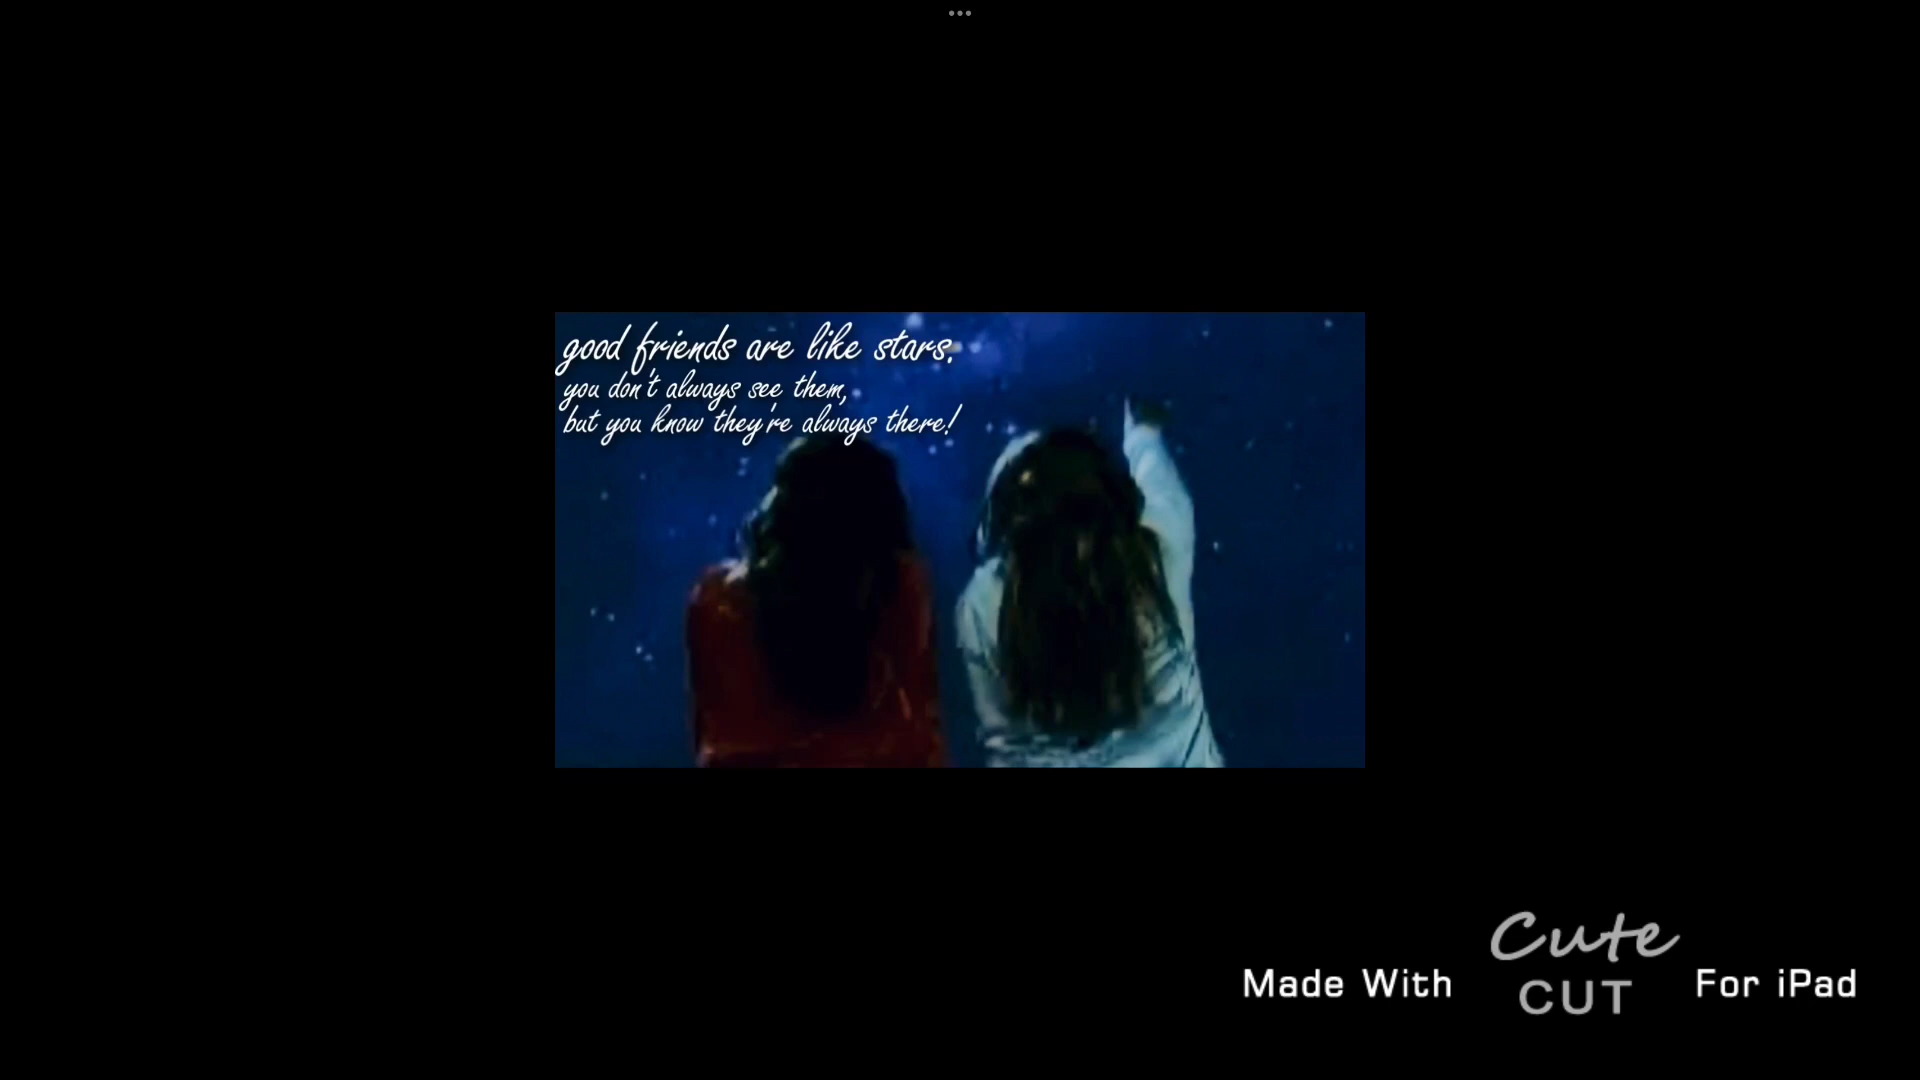 good friends are like stars.
you don't always see them,
but you know they're always there!
Made With Cute CUT For iPad